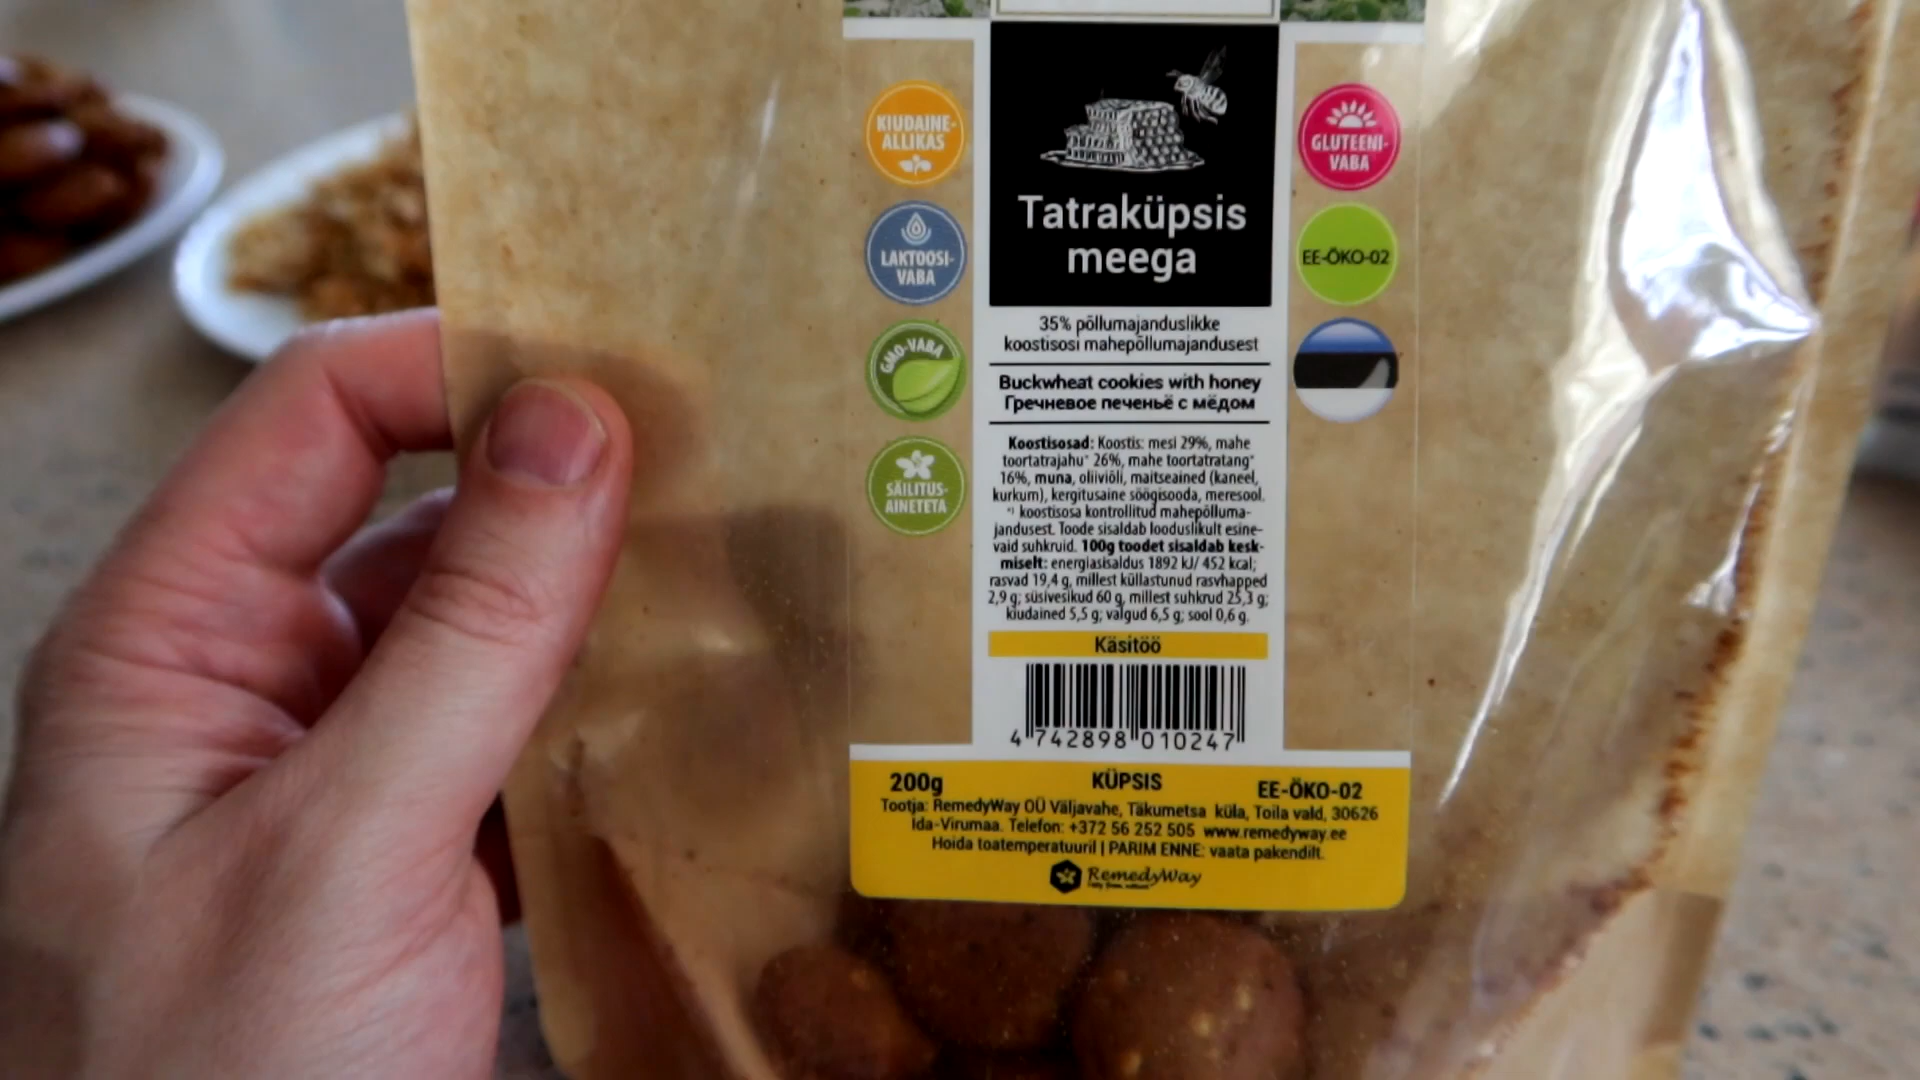 KIUDAINE-
ALLIKAS
LAKTOOSI-
VABA
GMO-VABA
SÄILITUS-
AINETETA
Tatraküpsis
meega
GLUTEENI-
VABA
EE-ÖKO-02
35% põllumajanduslikke
koostisosi mahepõllumajandusest
Buckwheat cookies with honey
Гречневое печеньё с мёдом
Koostisosad: Koostis: mesi 29%, mahe
toortatrajahu* 26%, mahe toortatratang*
16%, muna, oliiviõli, maitseained (kaneel,
kurkum), kergitusaine söögisooda, meresool.
*) koostisosa kontrollitud mahepõlluma-
jandusest. Toode sisaldab looduslikult esine-
vaid suhkruid. 100g toodet sisaldab kesk-
miselt: energiasisaldus 1892 kJ/ 452 kcal;
rasvad 19,4 g, millest küllastunud rasvhapped
2,9 g; süsivesikud 60 g, millest suhkrud 25,3 g;
kiudained 5,5 g; valgud 6,5 g; sool 0,6 g.
Käsitöö
4 742898 010247
200g KÜPSIS EE-ÖKO-02
Tootja: RemedyWay OÜ Väljavahe, Täkumetsa küla, Toila vald, 30626
Ida-Virumaa. Telefon: +372 56 252 505 www.remedyway.ee
Hoida toatemperatuuril | PARIM ENNE: vaata pakendilt.
RemedyWay